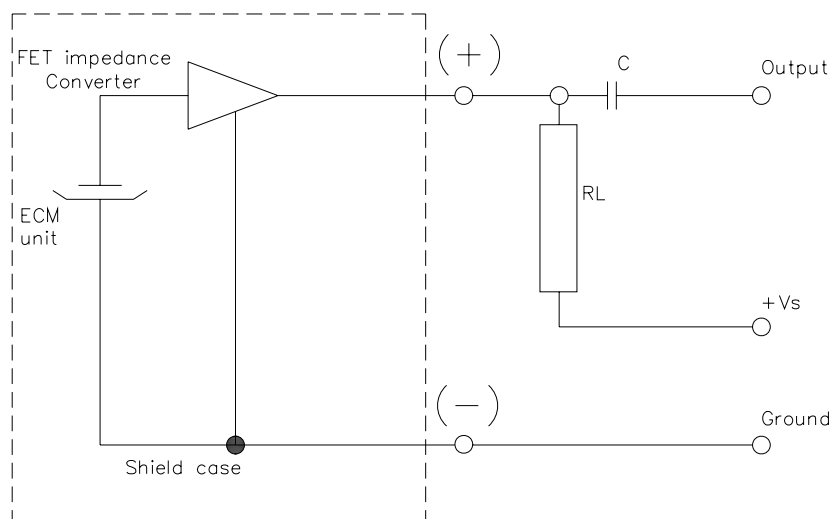 FET impedance
Converter
(+)
C
Output
RL
ECM
unit
+Vs
(−)
Ground
Shield case